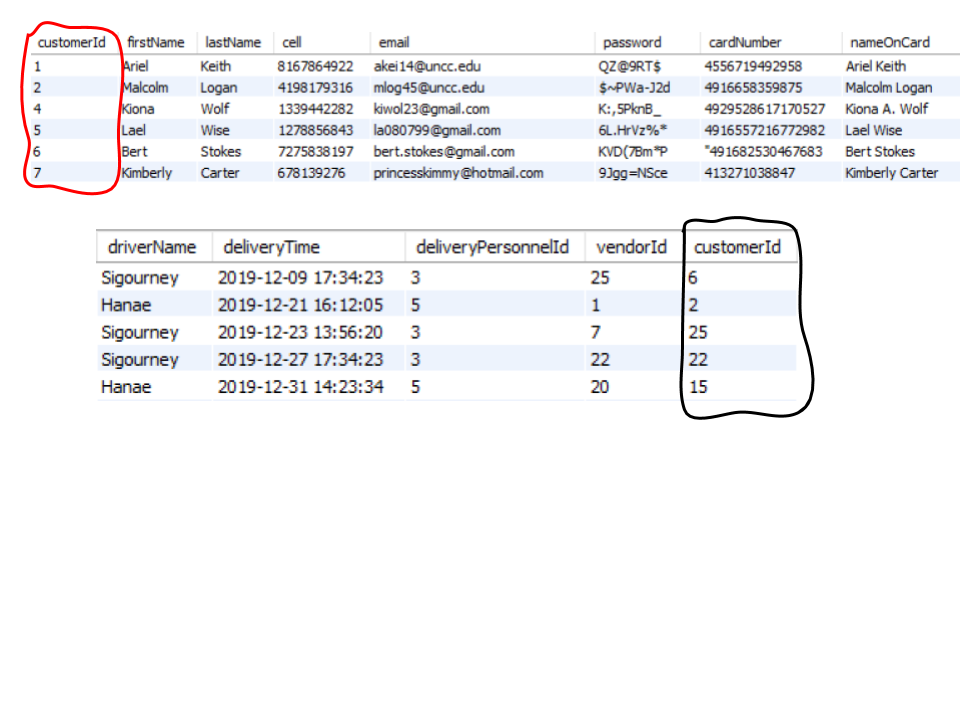 customerId firstName lastName cell email password cardNumber nameOnCard
1 Ariel Keith 8167864922 akei14@uncc.edu QZ@9RT$ 4556719492958 Ariel Keith
2 Malcolm Logan 4198179316 mlog45@uncc.edu $~PWa-J2d 4916658359875 Malcolm Logan
4 Kiona Wolf 1339442282 kiwol23@gmail.com K:,5PknB_ 4929528617170527 Kiona A. Wolf
5 Lael Wise 1278856843 la080799@gmail.com 6L.HrVz%* 4916557216772982 Lael Wise
6 Bert Stokes 7275838197 bert.stokes@gmail.com KVD(7Bm*P "491682530467683 Bert Stokes
7 Kimberly Carter 678139276 princesskimmy@hotmail.com 9Jgg=NSce 413271038847 Kimberly Carter
driverName deliveryTime deliveryPersonnelId vendorId customerId
Sigourney 2019-12-09 17:34:23 3 25 6
Hanae 2019-12-21 16:12:05 5 1 2
Sigourney 2019-12-23 13:56:20 3 7 25
Sigourney 2019-12-27 17:34:23 3 22 22
Hanae 2019-12-31 14:23:34 5 20 15